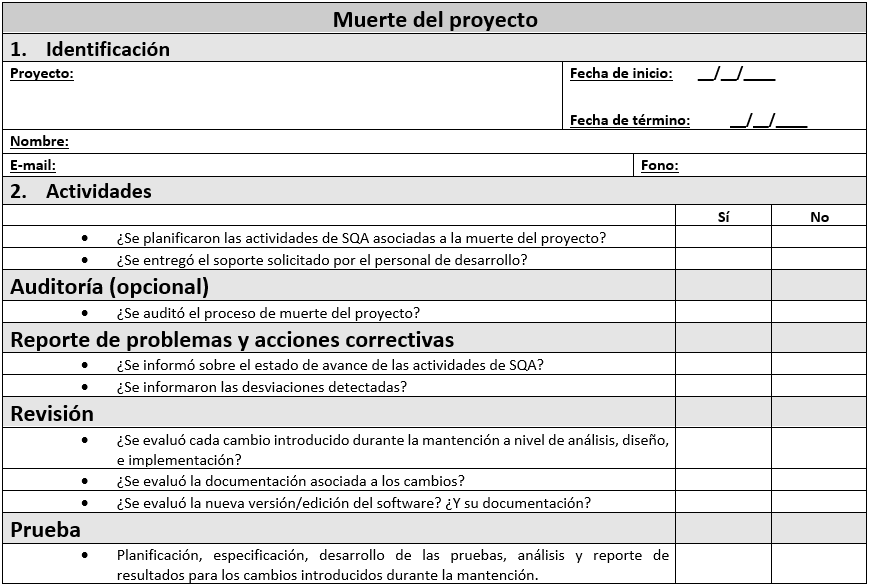 Muerte del proyecto
1. Identificación
Proyecto:
Fecha de inicio: __/__/____
Fecha de término: __/__/____
Nombre:
E-mail:
Fono:
2. Actividades
Sí No
• ¿Se planificaron las actividades de SQA asociadas a la muerte del proyecto?
• ¿Se entregó el soporte solicitado por el personal de desarrollo?
Auditoría (opcional)
• ¿Se auditó el proceso de muerte del proyecto?
Reporte de problemas y acciones correctivas
• ¿Se informó sobre el estado de avance de las actividades de SQA?
• ¿Se informaron las desviaciones detectadas?
Revisión
• ¿Se evaluó cada cambio introducido durante la mantención a nivel de análisis, diseño,
e implementación?
• ¿Se evaluó la documentación asociada a los cambios?
• ¿Se evaluó la nueva versión/edición del software? ¿Y su documentación?
Prueba
• Planificación, especificación, desarrollo de las pruebas, análisis y reporte de
resultados para los cambios introducidos durante la mantención.